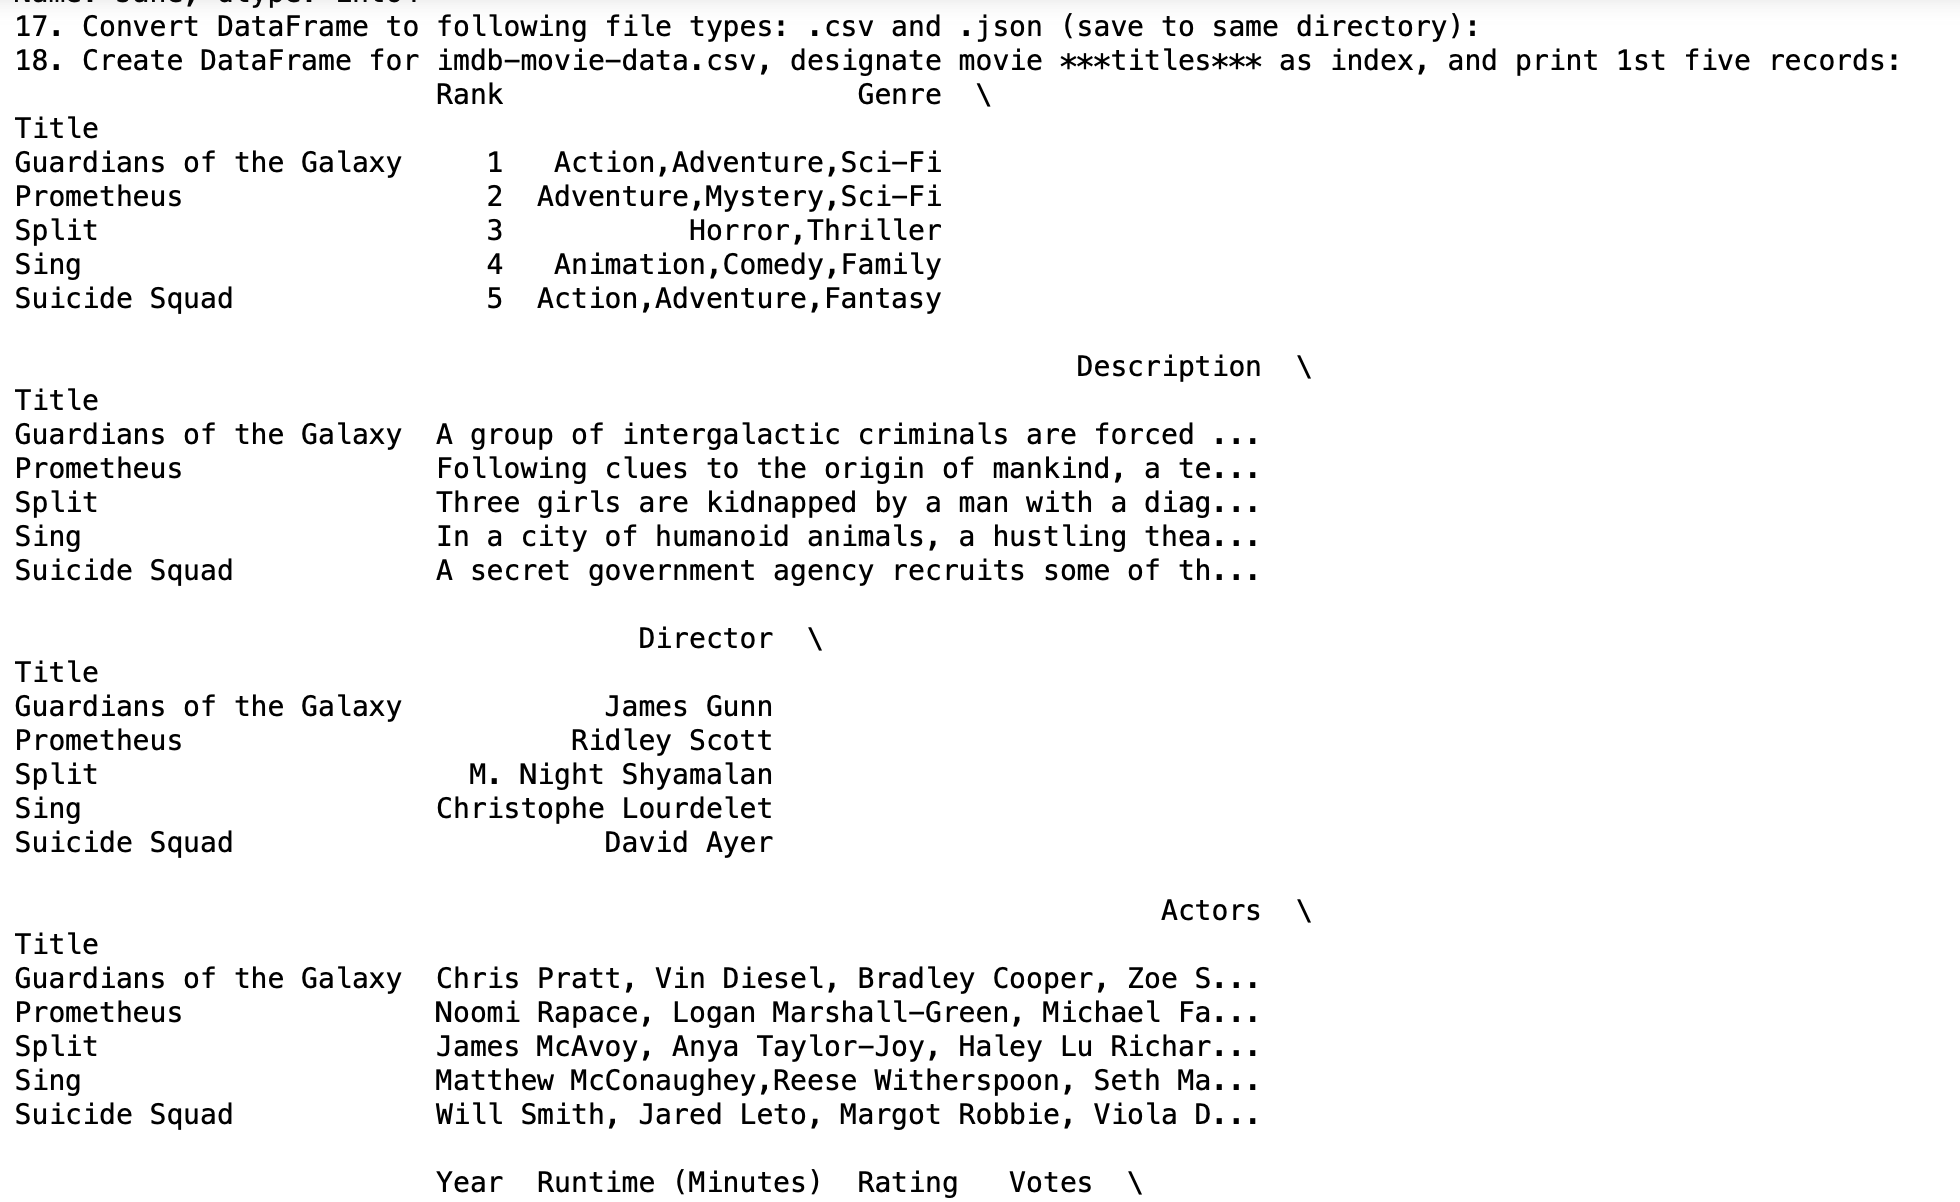 17. Convert DataFrame to following file types: .csv and .json (save to same directory):
18. Create DataFrame for imdb-movie-data.csv, designate movie ***titles*** as index, and print 1st five records:
                         Rank                     Genre  \
Title
Guardians of the Galaxy     1   Action,Adventure,Sci-Fi
Prometheus                  2  Adventure,Mystery,Sci-Fi
Split                       3           Horror,Thriller
Sing                        4   Animation,Comedy,Family
Suicide Squad               5  Action,Adventure,Fantasy

                                                               Description  \
Title
Guardians of the Galaxy  A group of intergalactic criminals are forced ...
Prometheus               Following clues to the origin of mankind, a te...
Split                    Three girls are kidnapped by a man with a diag...
Sing                     In a city of humanoid animals, a hustling thea...
Suicide Squad            A secret government agency recruits some of th...

                                     Director  \
Title
Guardians of the Galaxy            James Gunn
Prometheus                       Ridley Scott
Split                      M. Night Shyamalan
Sing                     Christophe Lourdelet
Suicide Squad                      David Ayer

                                                                    Actors  \
Title
Guardians of the Galaxy  Chris Pratt, Vin Diesel, Bradley Cooper, Zoe S...
Prometheus               Noomi Rapace, Logan Marshall-Green, Michael Fa...
Split                    James McAvoy, Anya Taylor-Joy, Haley Lu Richar...
Sing                     Matthew McConaughey,Reese Witherspoon, Seth Ma...
Suicide Squad            Will Smith, Jared Leto, Margot Robbie, Viola D...

                         Year  Runtime (Minutes)  Rating   Votes  \